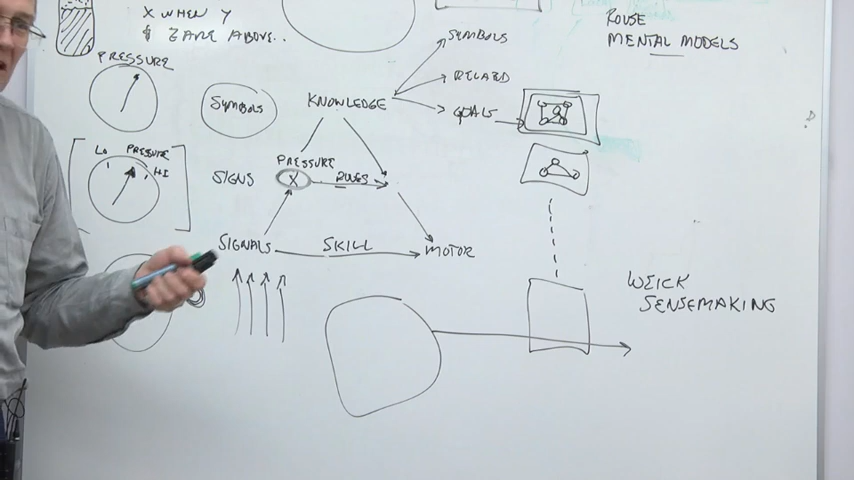 X WHEN Y
& Z ARE ABOVE..
PRESSURE
SYMBOLS
KNOWLEDGE
SYMBOLS
RELATED
GOALS
ROUSE
MENTAL MODELS
LO PRESSURE
HI
SIGNS
PRESSURE
X
RULES
SIGNALS
SKILL
MOTOR
WEICK
SENSEMAKING